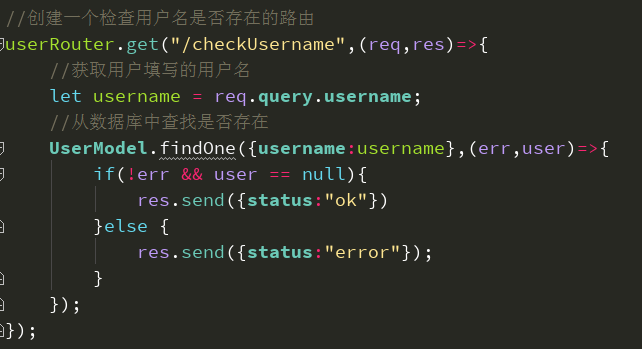 //创建一个检查用户名是否存在的路由
userRouter.get("/checkUsername",(req,res)=>{
    //获取用户填写的用户名
    let username = req.query.username;
    //从数据库中查找是否存在
    UserModel.findOne({username:username},(err,user)=>{
        if(!err && user == null){
            res.send({status:"ok"})
        }else {
            res.send({status:"error"});
        }
    });
});